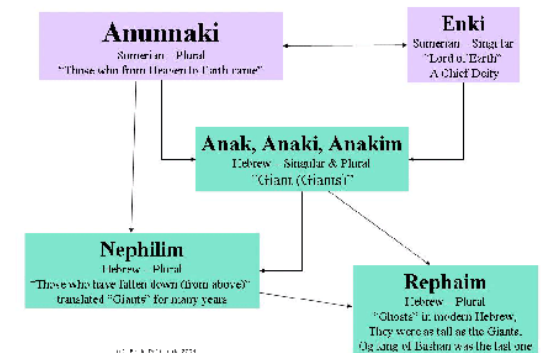 Anunnaki
Sumerian – Plural
"Those who from Heaven to Earth came"
Enki
Sumerian – Singular
"Lord of Earth"
A Chief Deity
Anak, Anaki, Anakim
Hebrew – Singular & Plural
"Giant (Giants)"
Nephilim
Hebrew – Plural
"Those who have fallen down (from above)"
translated "Giants" for many years
Rephaim
Hebrew – Plural
"Ghosts" in modern Hebrew,
They were as tall as the Giants.
Og king of Bashan was the last one